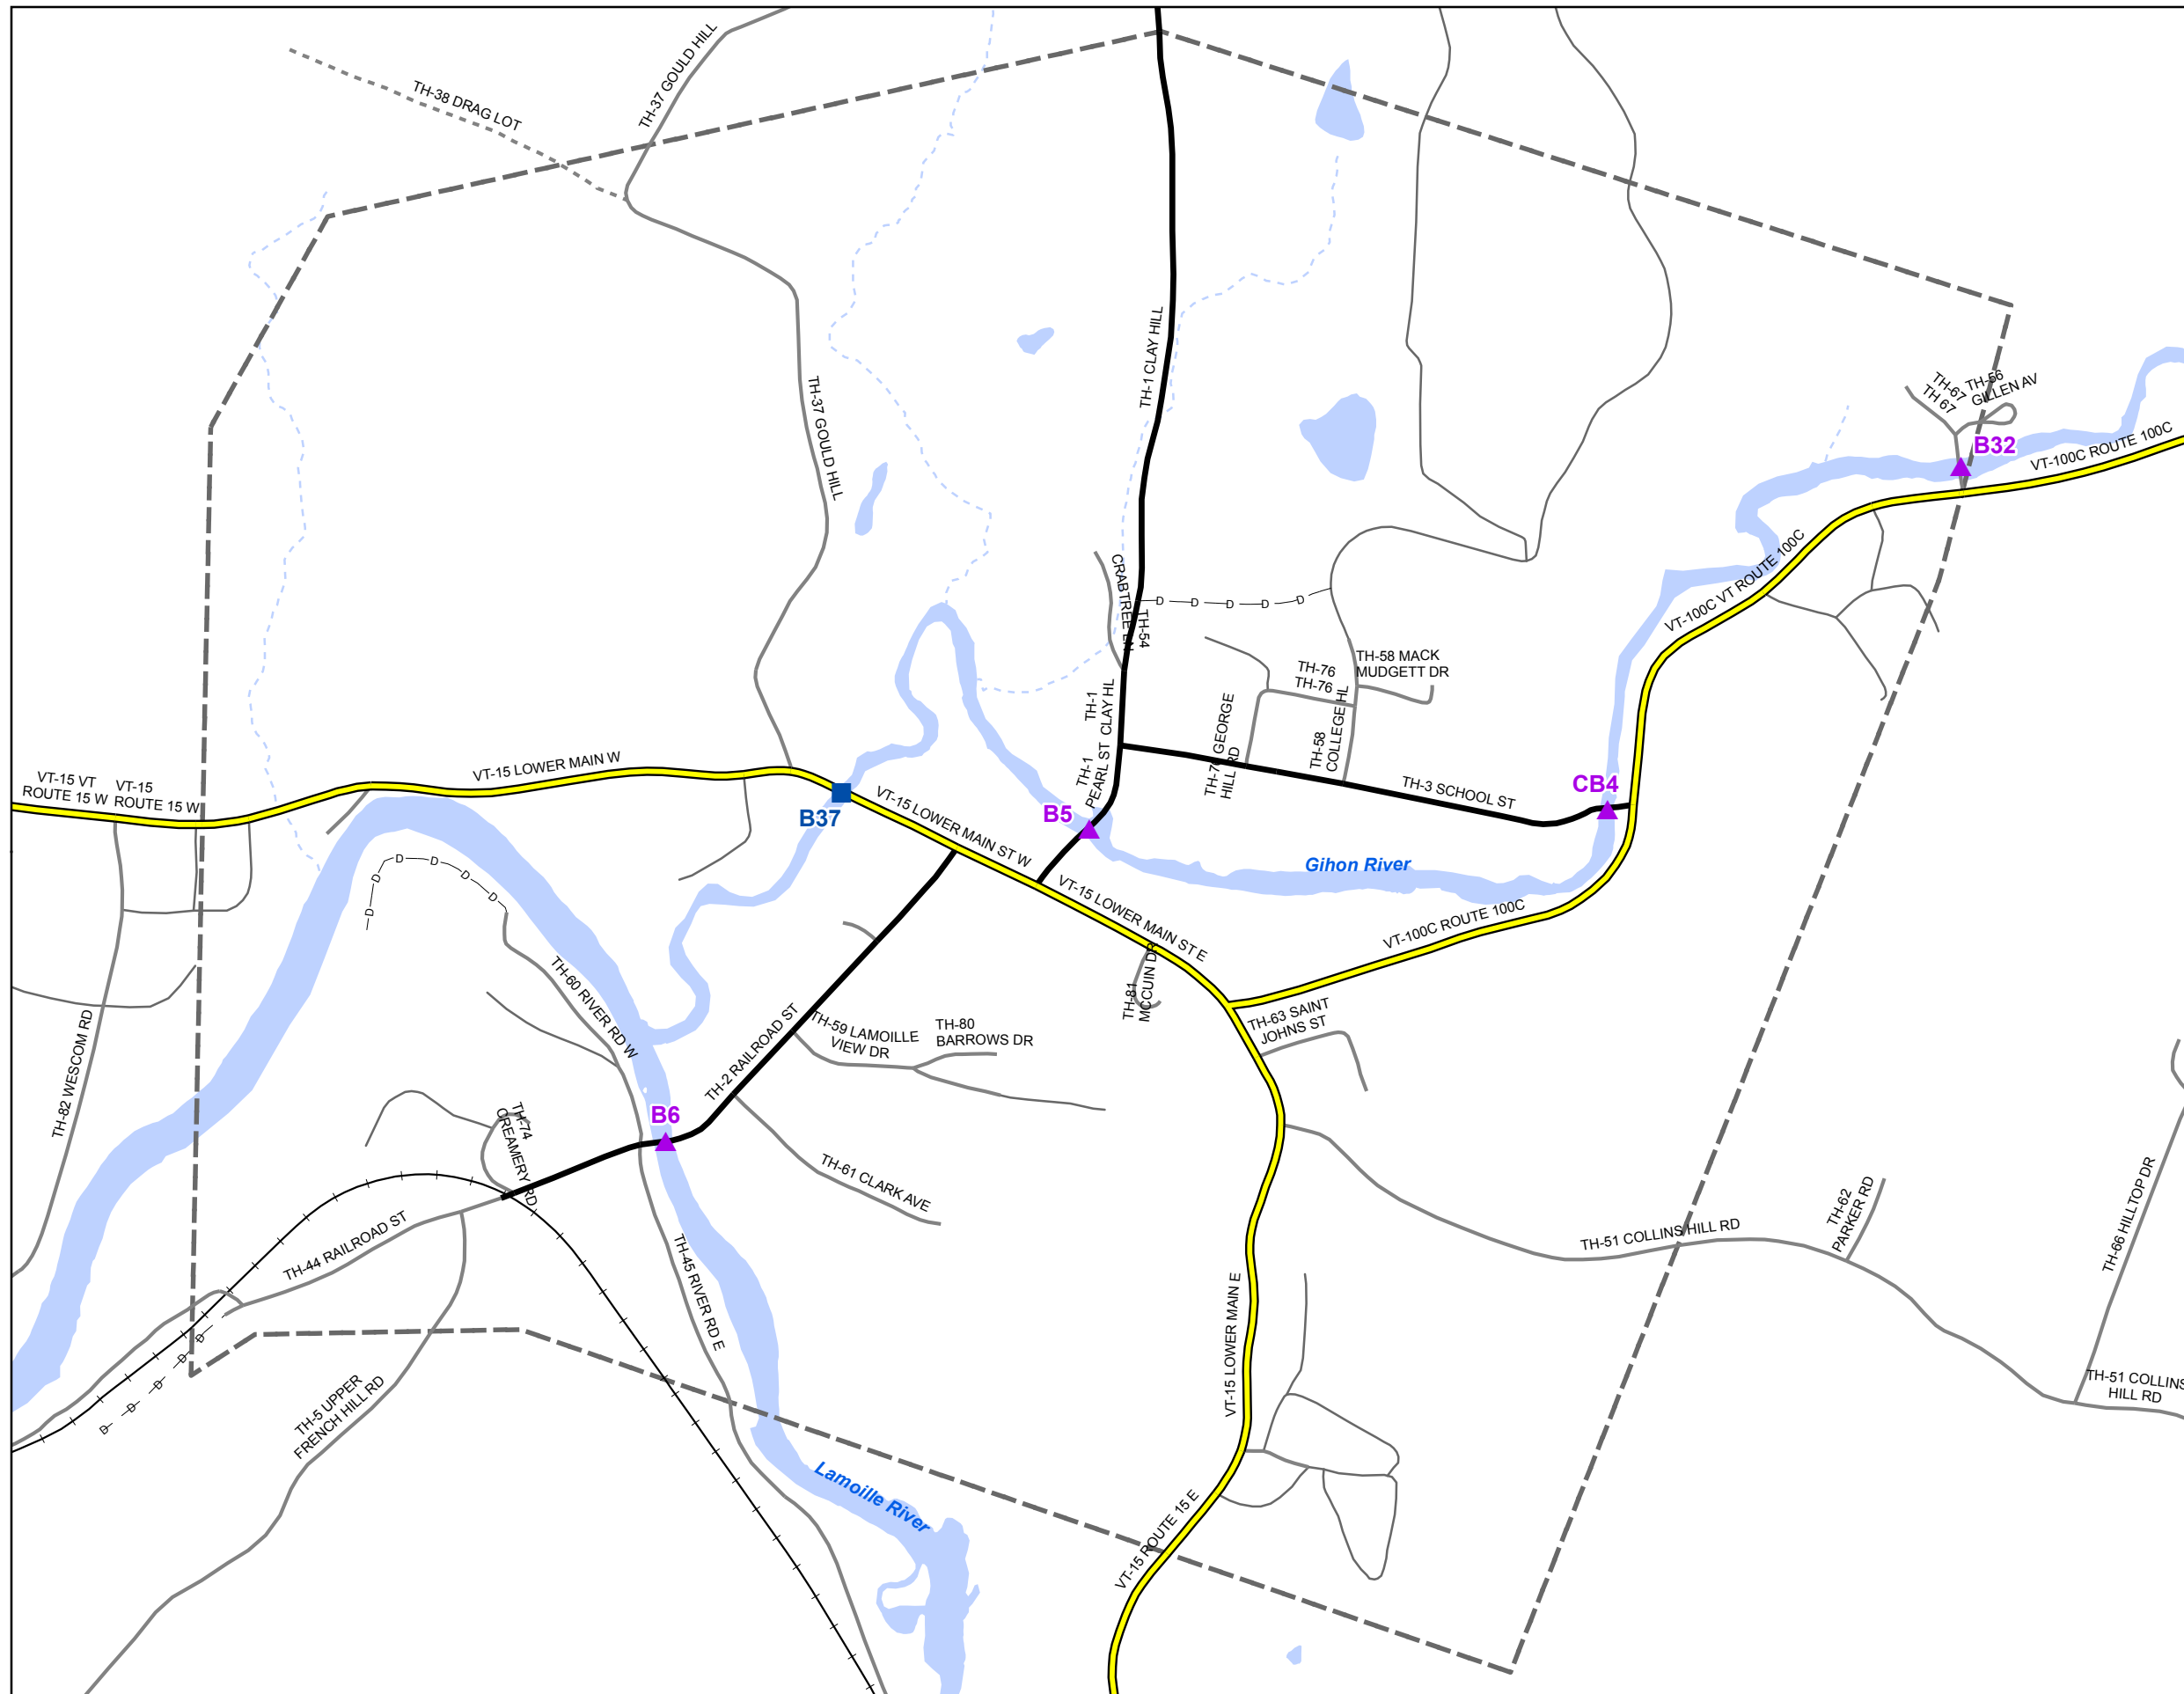 TH-37 GOULD HILL
TH-38 DRAG LOT
TH-1 CLAY HILL
TH-37 GOULD HILL
TH-67
TH 67
TH-56
GILLEN AV
B32
VT-100C ROUTE 100C
VT-100C VT ROUTE 100C
CRABTREE LN
TH-54
D D D D D
TH-76
TH-76
TH-58 MACK
MUDGETT DR
TH-1
CLAY HL
TH-1
PEARL ST
GEORGE
HILL RD
TH-58
COLLEGE HL
VT-15 VT
ROUTE 15 W
VT-15
ROUTE 15 W
VT-15 LOWER MAIN W
B37
VT-15 LOWER MAIN ST W
B5
TH-3 SCHOOL ST
CB4
Gihon River
D D D D D D
VT-15 LOWER MAIN ST E
VT-100C ROUTE 100C
TH-81
MCCUIN DR
TH-60 RIVER RD W
TH-82 WESCOM RD
TH-2 RAILROAD ST
TH-59 LAMOILLE
VIEW DR
TH-80
BARROWS DR
TH-63 SAINT
JOHNS ST
B6
TH-74
CREAMERY RD
TH-61 CLARK AVE
TH-44 RAILROAD ST
TH-45 RIVER RD E
TH-51 COLLINS HILL RD
TH-62
PARKER RD
TH-66 HILLTOP DR
VT-15 LOWER MAIN E
D D D D D
TH-5 UPPER
FRENCH HILL RD
TH-51 COLLINS
HILL RD
Lamoille River
VT-15 ROUTE 15 E